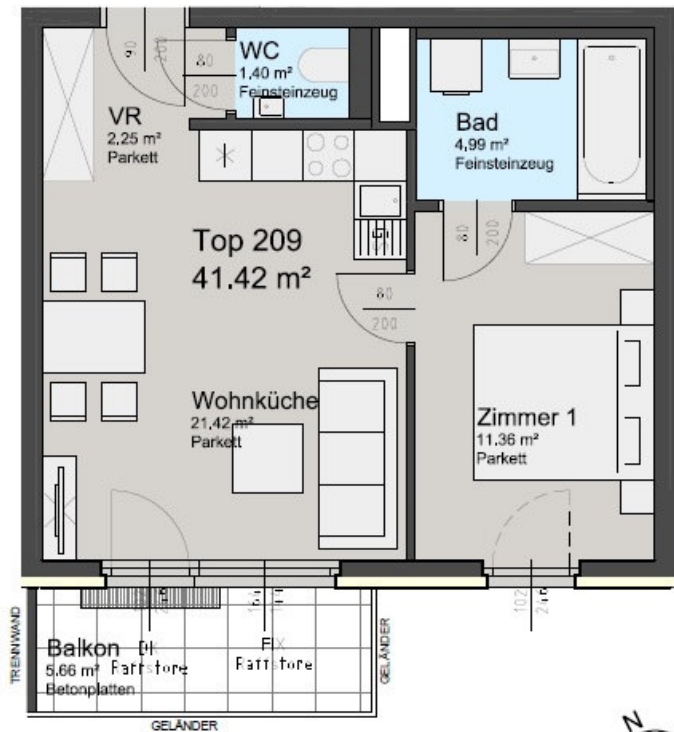 90
200
WC
1,40 m²
Feinsteinzeug
80
200
VR
2,25 m²
Parkett
Bad
4,99 m²
Feinsteinzeug
80
200
Top 209
41.42 m²
80
200
Wohnküche
21,42 m²
Parkett
Zimmer 1
11.36 m²
Parkett
102
246
TRENNWAND
Balkon
5.66 m²
Betonplatten
DK
Raffstore
FIX
Raffstore
GELÄNDER
GELÄNDER
N